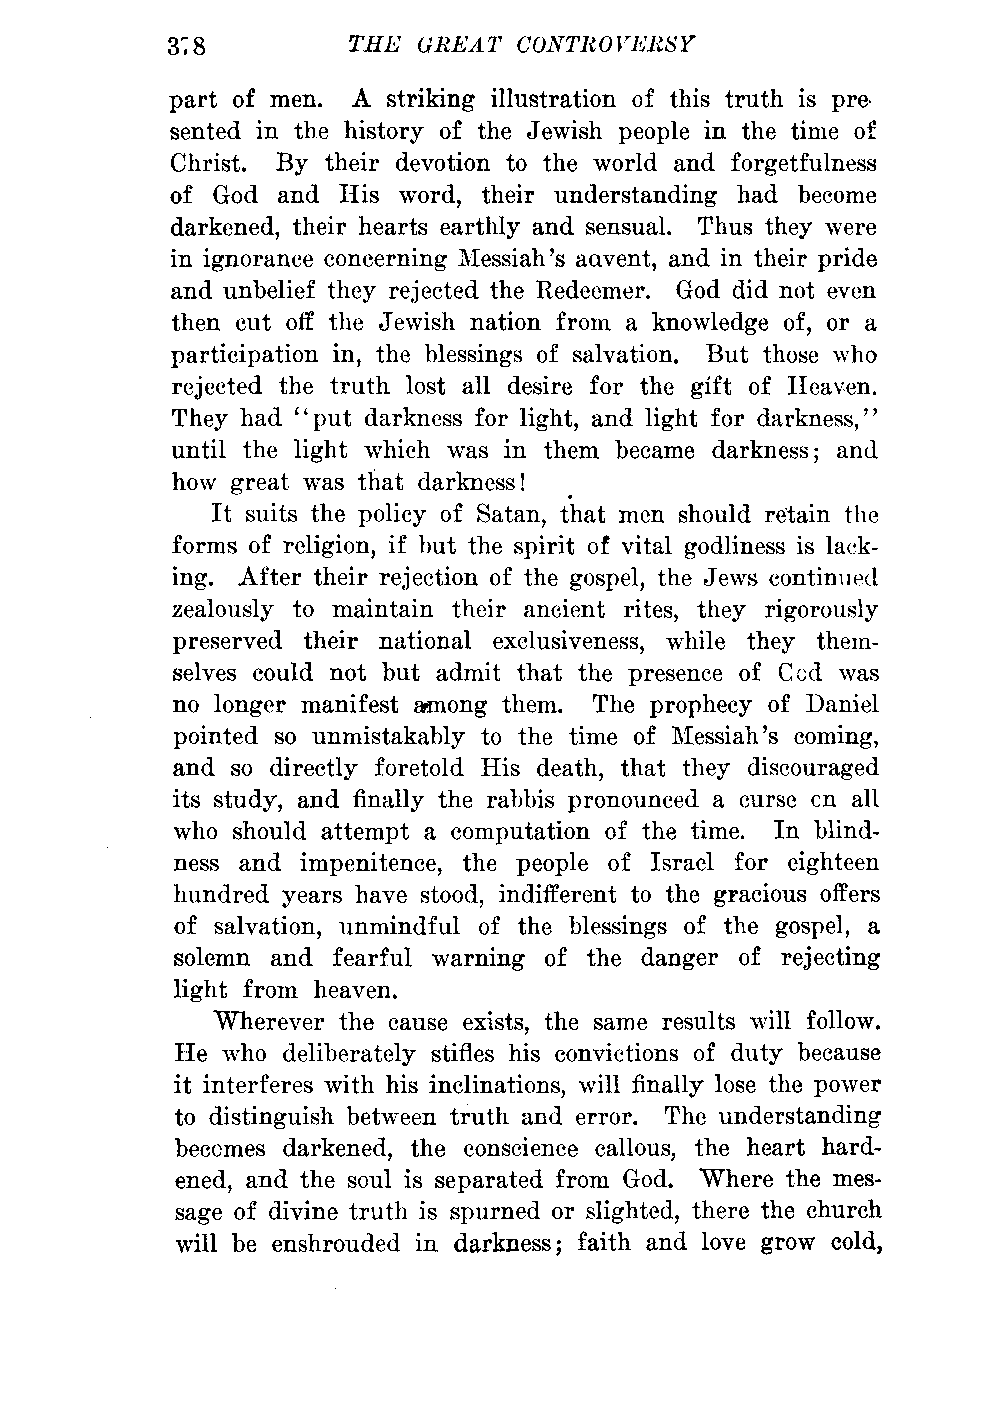 378 THE GREAT CONTROVERSY
part of men. A striking illustration of this truth is pre-
sented in the history of the Jewish people in the time of
Christ. By their devotion to the world and forgetfulness
of God and His word, their understanding had become
darkened, their hearts earthly and sensual. Thus they were
in ignorance concerning Messiah's advent, and in their pride
and unbelief they rejected the Redeemer. God did not even
then cut off the Jewish nation from a knowledge of, or a
participation in, the blessings of salvation. But those who
rejected the truth lost all desire for the gift of Heaven.
They had "put darkness for light, and light for darkness,"
until the light which was in them became darkness; and
how great was that darkness!
It suits the policy of Satan, that men should retain the
forms of religion, if but the spirit of vital godliness is lack-
ing. After their rejection of the gospel, the Jews continued
zealously to maintain their ancient rites, they rigorously
preserved their national exclusiveness, while they them-
selves could not but admit that the presence of God was
no longer manifest among them. The prophecy of Daniel
pointed so unmistakably to the time of Messiah's coming,
and so directly foretold His death, that they discouraged
its study, and finally the rabbis pronounced a curse on all
who should attempt a computation of the time. In blind-
ness and impenitence, the people of Israel for eighteen
hundred years have stood, indifferent to the gracious offers
of salvation, unmindful of the blessings of the gospel, a
solemn and fearful warning of the danger of rejecting
light from heaven.
Wherever the cause exists, the same results will follow.
He who deliberately stifles his convictions of duty because
it interferes with his inclinations, will finally lose the power
to distinguish between truth and error. The understanding
becomes darkened, the conscience callous, the heart hard-
ened, and the soul is separated from God. Where the mes-
sage of divine truth is spurned or slighted, there the church
will be enshrouded in darkness; faith and love grow cold,